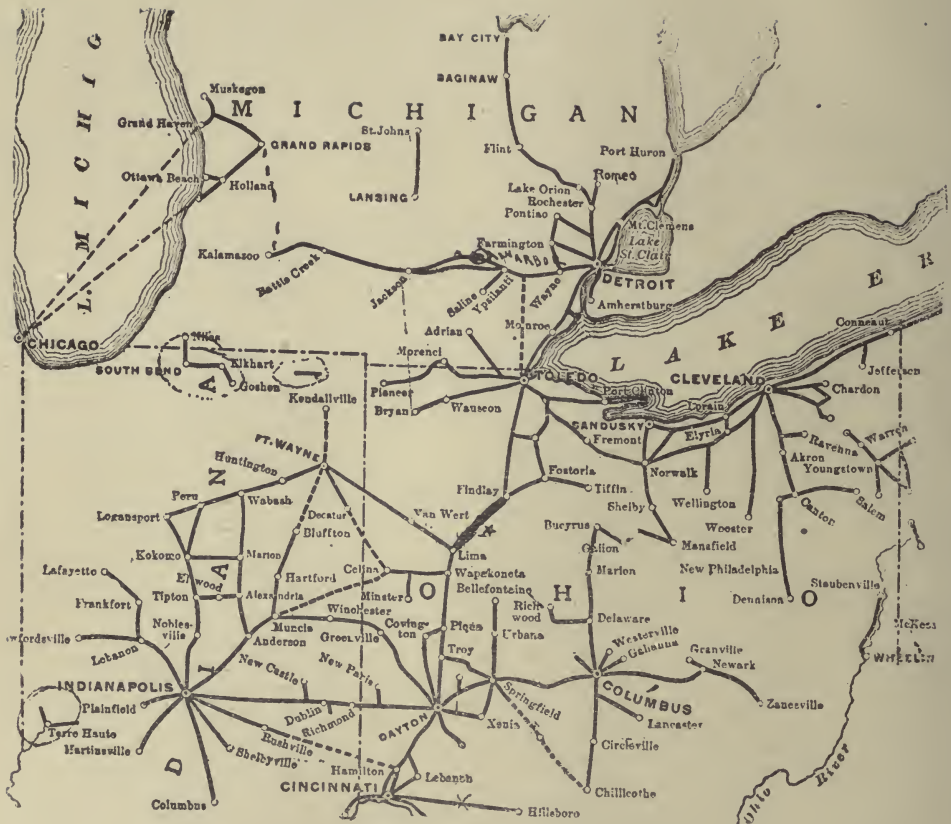 BAY CITY
SAGINAW
MICHIGAN
L. MICHIG
Muskegon
Grand Haven
GRAND RAPIDS
St. Johns
Flint
Port Huron
Ottawa Beach
Holland
LANSING
Lake Orion
Romeo
Rochester
Pontiac
Mt. Clemens
Lake
St. Clair
Farmington
Kalamazoo
Battle Creek
Jackson
Saline
Ypsilanti
Wayne
DETROIT
Amherstburg
Monroe
Adrian
CHICAGO
Niles
SOUTH BEND
Elkhart
Goshen
Morenci
Pioneer
Bryan
Wauseon
TOLEDO
LAKE ER
Conneaut
Jefferson
CLEVELAND
Chardon
Port Clinton
Lorain
SANDUSKY
Elyria
Fremont
Norwalk
Kendallville
FT. WAYNE
Huntington
Peru
Wabash
Logansport
Decatur
Bluffton
Van Wert
Findlay
Fostoria
Tiffin
Shelby
Wellington
Wooster
Ravenna
Akron
Warren
Youngstown
Canton
Salem
Bucyrus
Galion
Mansfield
Lima
Kokomo
Marion
Celina
Wapakoneta
Marion
New Philadelphia
Dennison
Steubenville
Lafayette
Elwood
Hartford
Minster
Bellefontaine
Tipton
Alexandria
Frankfort
Winchester
Covington
Piqua
Richwood
Delaware
OHIO
Noblesville
Muncie
Greenville
Urbana
wfordsville
Anderson
Lebanon
Troy
Westerville
Gahanna
Granville
Newark
WHEELIN
INDIANAPOLIS
New Castle
New Paris
Springfield
COLUMBUS
Zanesville
Plainfield
Dublin
Richmond
DAYTON
Xenia
Lancaster
Terre Haute
Martinsville
Rushville
Shelbyville
Circleville
Hamilton
Lebanon
CINCINNATI
Chillicothe
Columbus
Hillsboro
Ohio River
INDIANA